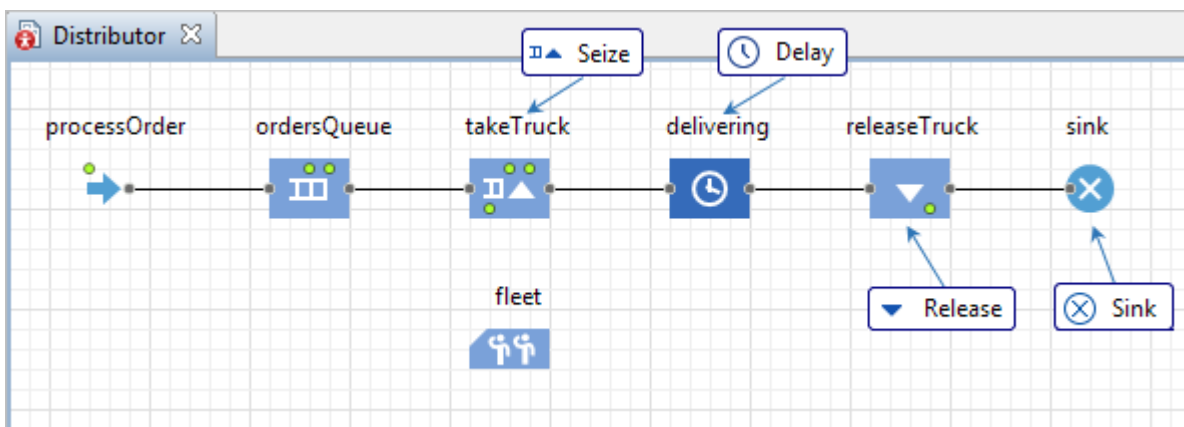 Distributor
Seize
Delay
processOrder
ordersQueue
takeTruck
delivering
releaseTruck
sink
fleet
Release
Sink